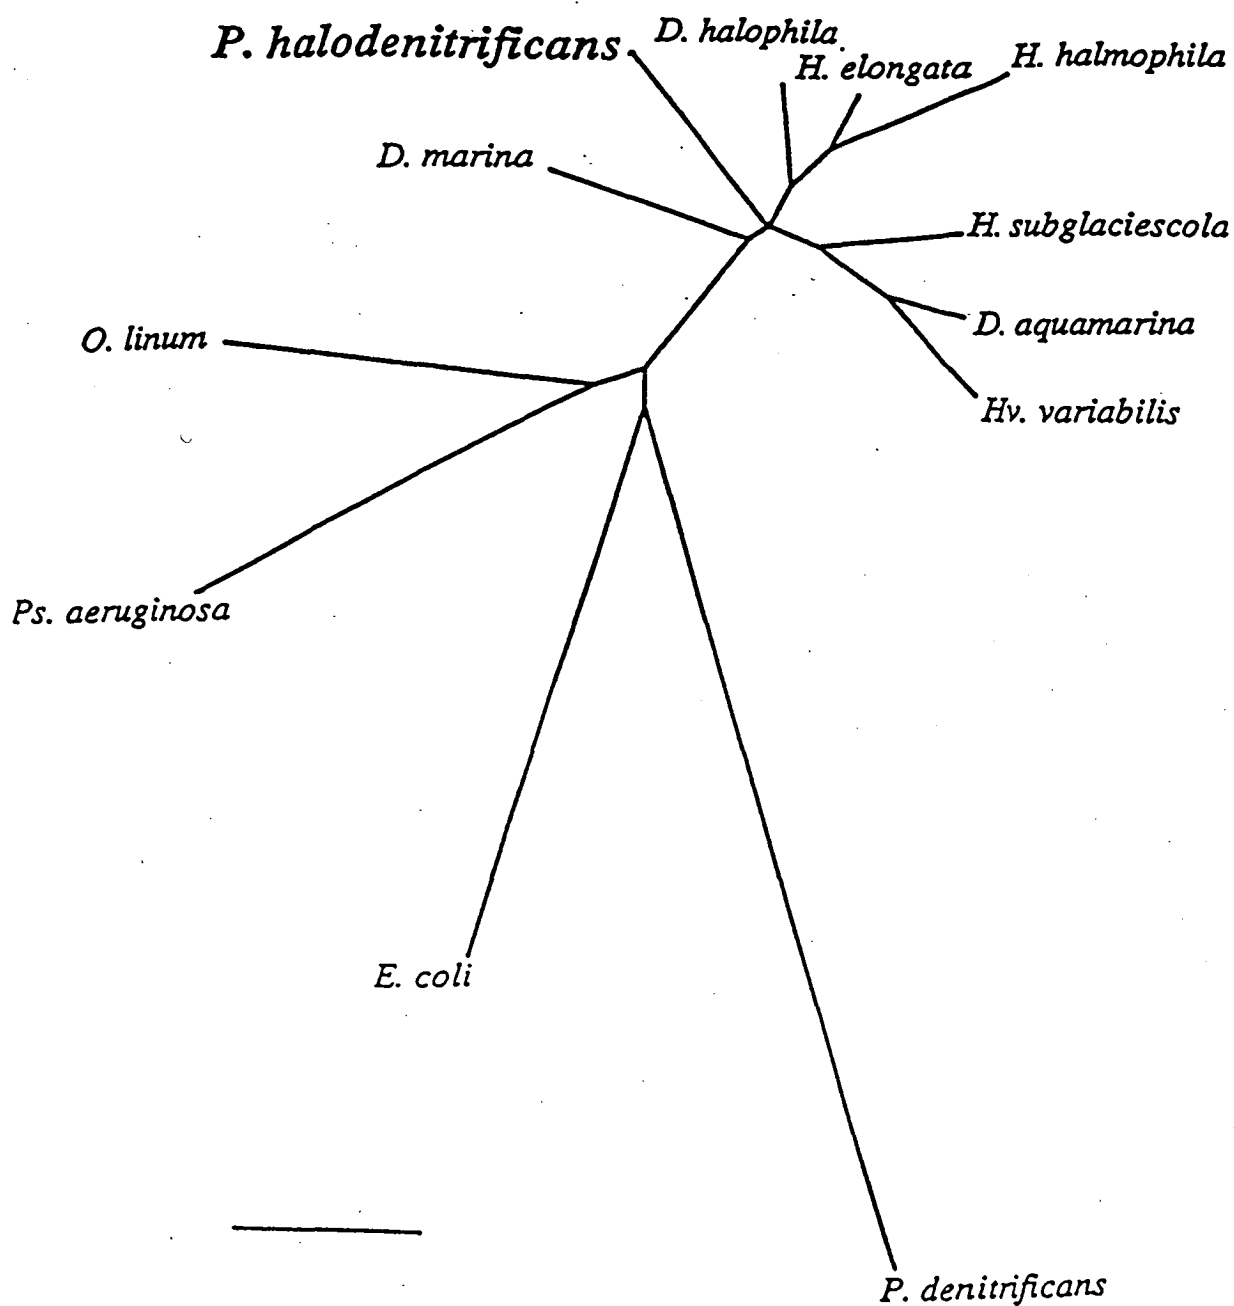 P. halodenitrificans
D. halophila
H. elongata
H. halmophila
D. marina
H. subglaciescola
D. aquamarina
O. linum
Hv. variabilis
Ps. aeruginosa
E. coli
P. denitrificans